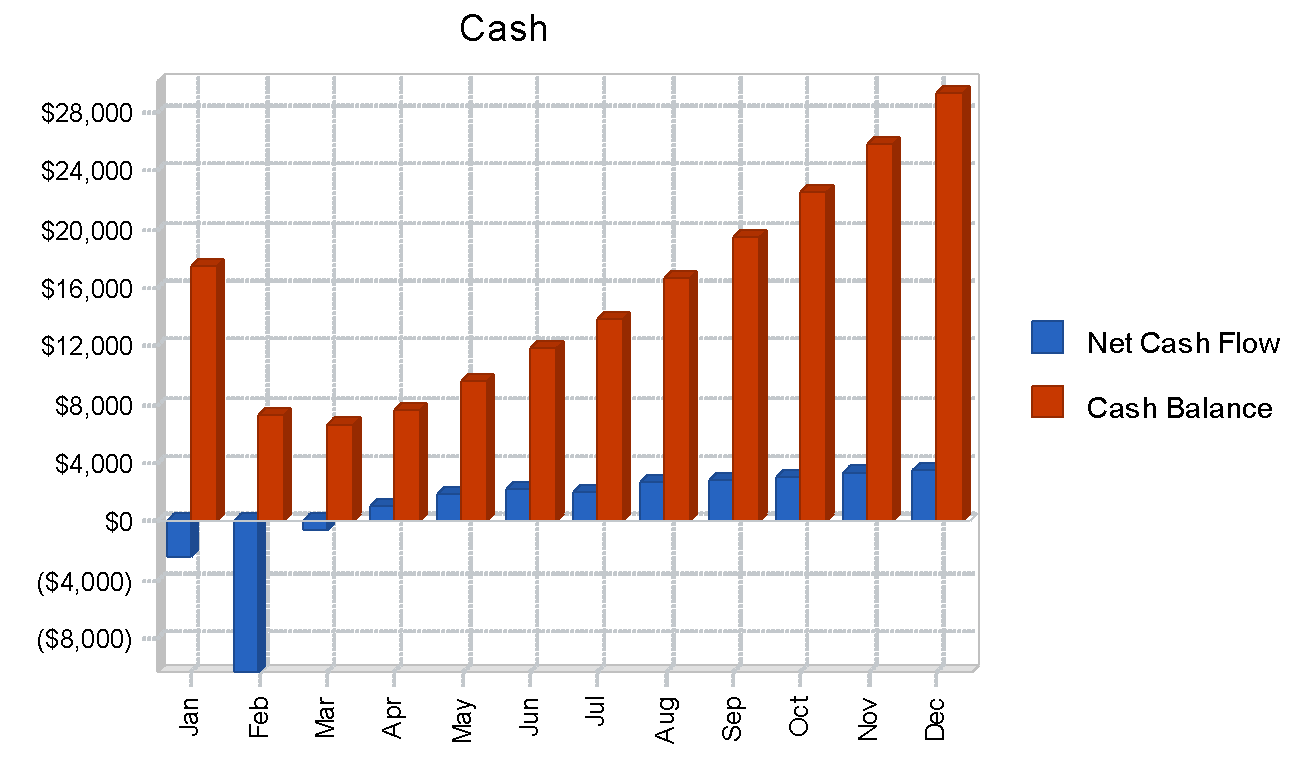 Cash
$28,000
$24,000
$20,000
$16,000
$12,000
$8,000
$4,000
$0
($4,000)
($8,000)
Jan
Feb
Mar
Apr
May
Jun
Jul
Aug
Sep
Oct
Nov
Dec
Net Cash Flow
Cash Balance